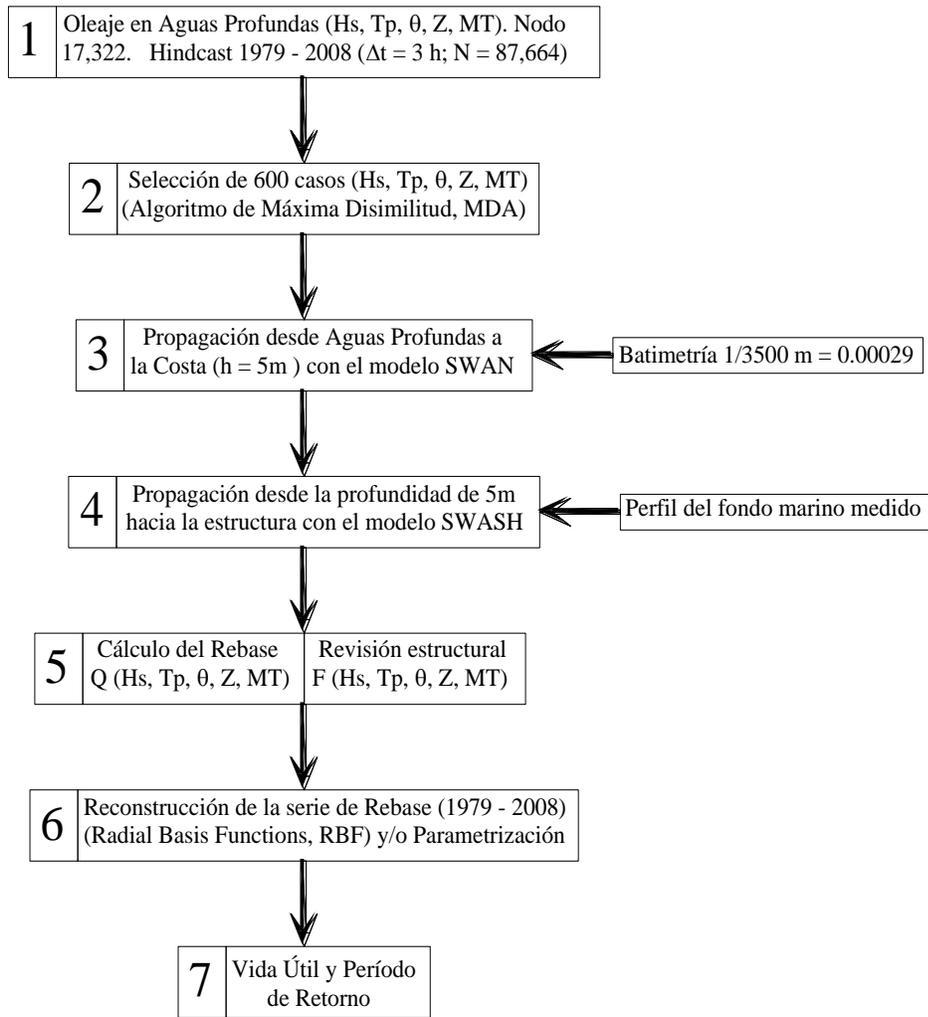 1
Oleaje en Aguas Profundas (Hs, Tp, θ, Z, MT). Nodo
17,322. Hindcast 1979 - 2008 (Δt = 3 h; N = 87,664)
2
Selección de 600 casos (Hs, Tp, θ, Z, MT)
(Algoritmo de Máxima Disimilitud, MDA)
3
Propagación desde Aguas Profundas a
la Costa (h = 5m ) con el modelo SWAN
Batimetría 1/3500 m = 0.00029
4
Propagación desde la profundidad de 5m
hacia la estructura con el modelo SWASH
Perfil del fondo marino medido
5
Cálculo del Rebase
Q (Hs, Tp, θ, Z, MT)
Revisión estructural
F (Hs, Tp, θ, Z, MT)
6
Reconstrucción de la serie de Rebase (1979 - 2008)
(Radial Basis Functions, RBF) y/o Parametrización
7
Vida Útil y Período
de Retorno